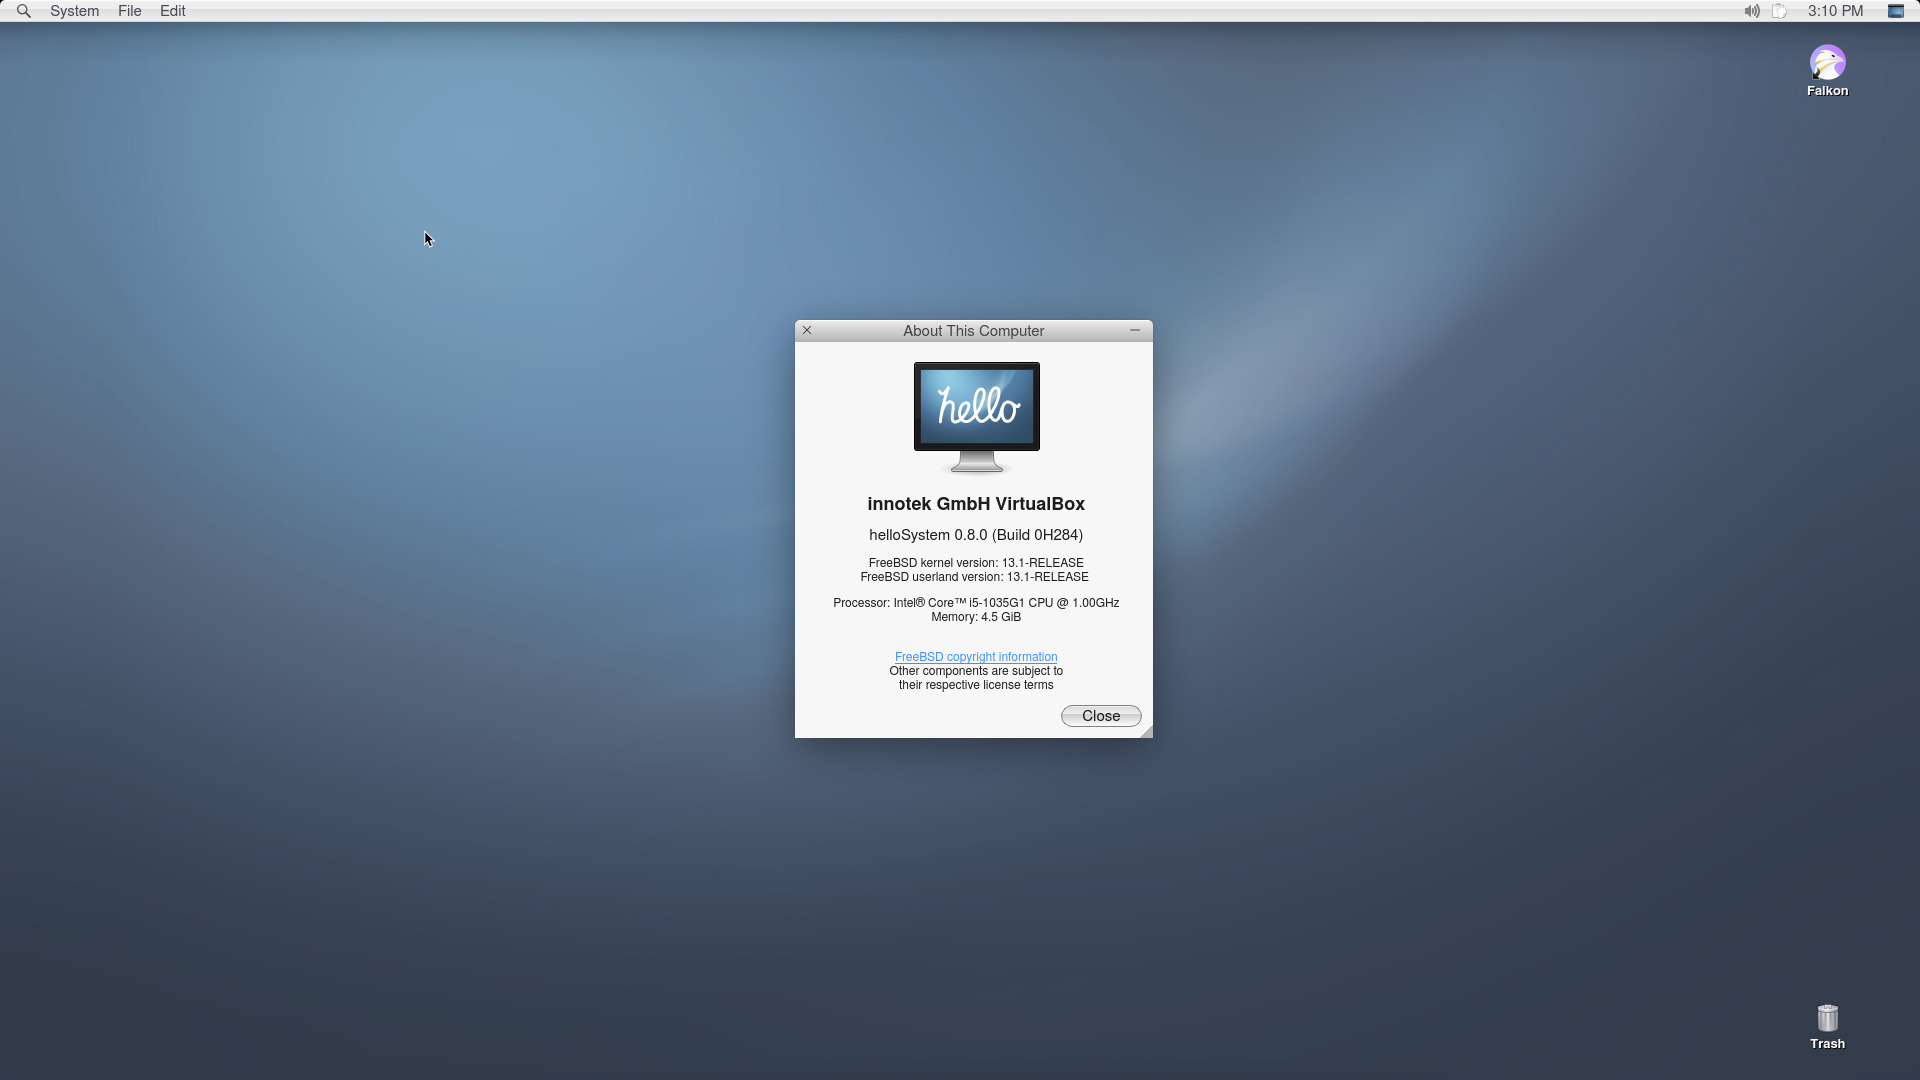 System File Edit 3:10 PM
Falkon
About This Computer
hello
innotek GmbH VirtualBox
helloSystem 0.8.0 (Build 0H284)
FreeBSD kernel version: 13.1-RELEASE
FreeBSD userland version: 13.1-RELEASE
Processor: Intel® Core™ i5-1035G1 CPU @ 1.00GHz
Memory: 4.5 GiB
FreeBSD copyright information
Other components are subject to
their respective license terms
Close
Trash